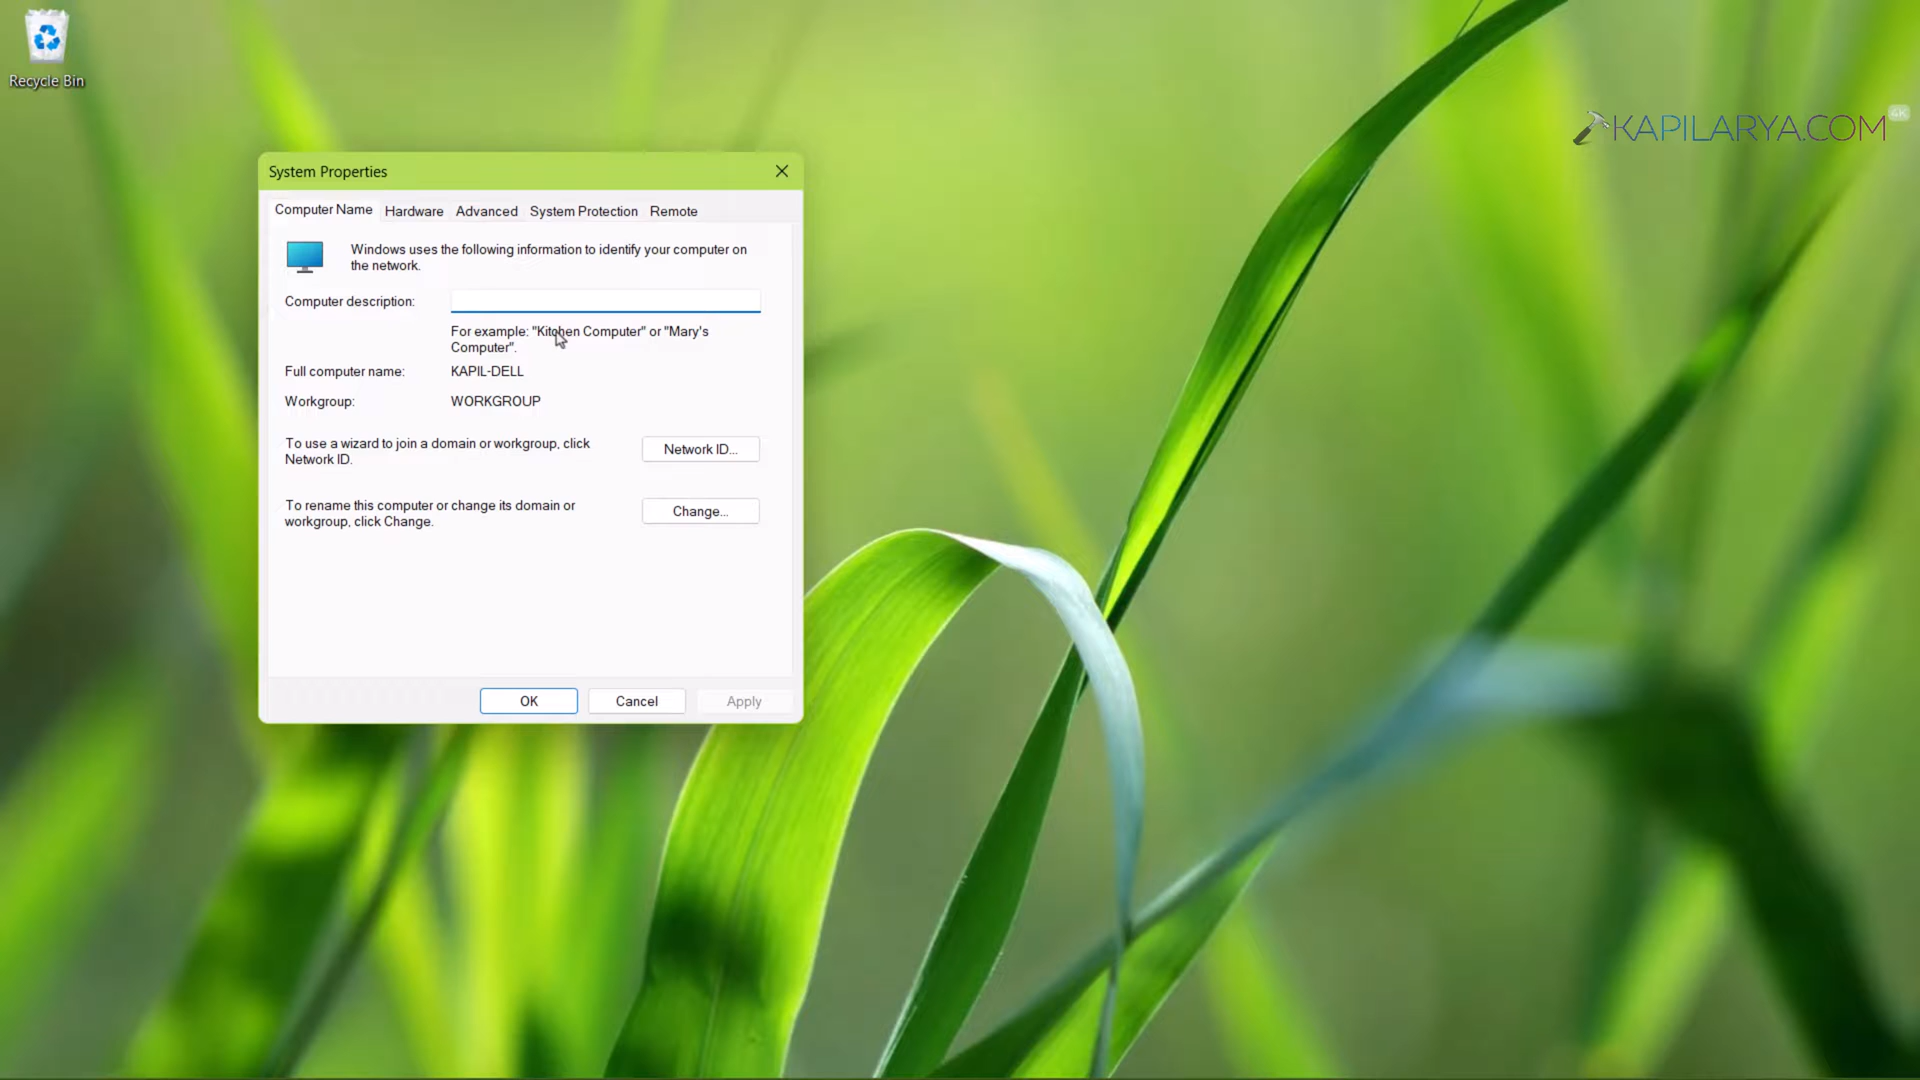 Recycle Bin
KAPILARYA.COM
4K
System Properties
Computer Name Hardware Advanced System Protection Remote
Windows uses the following information to identify your computer on
the network.
Computer description:
For example: "Kitchen Computer" or "Mary's
Computer".
Full computer name: KAPIL-DELL
Workgroup: WORKGROUP
To use a wizard to join a domain or workgroup, click
Network ID.
Network ID...
To rename this computer or change its domain or
workgroup, click Change.
Change...
OK Cancel Apply